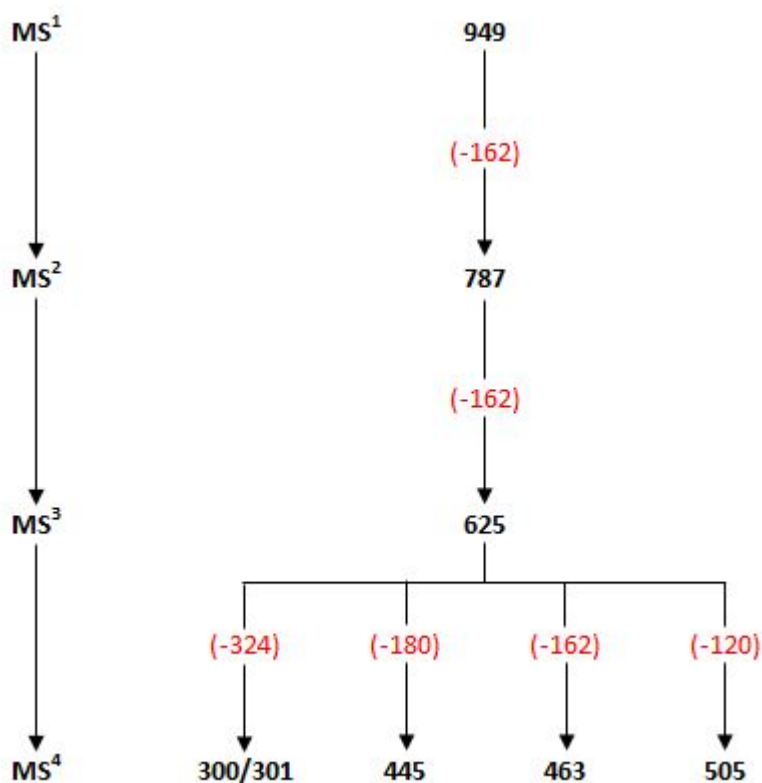 MS¹ 949
(-162)
MS² 787
(-162)
MS³ 625
(-324) (-180) (-162) (-120)
MS⁴ 300/301 445 463 505